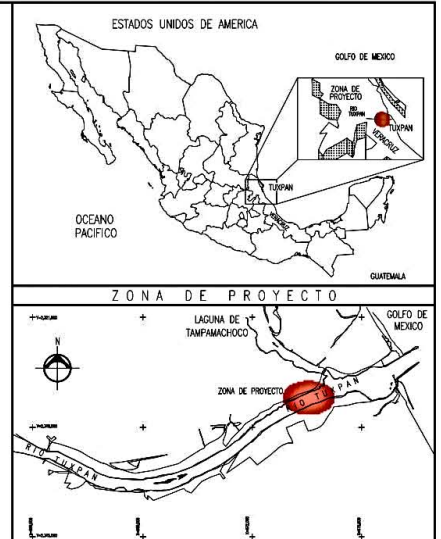 ESTADOS UNIDOS DE AMERICA
GOLFO DE MEXICO
ZONA DE
PROYECTO
RIO
TUXPAN
TUXPAN
VERACRUZ
TUXPAN
VERACRUZ
OCEANO
PACIFICO
GUATEMALA
ZONA DE PROYECTO
LAGUNA DE
TAMPAMACHOCO
GOLFO DE
MEXICO
N
ZONA DE PROYECTO
RIO TUXPAN
RIO TUXPAN